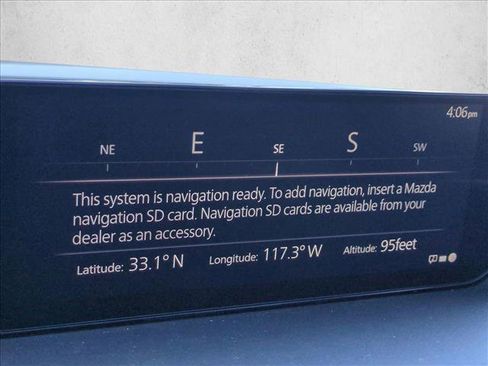 4:06pm
NE E SE S SW
This system is navigation ready. To add navigation, insert a Mazda
navigation SD card. Navigation SD cards are available from your
dealer as an accessory.
Latitude: 33.1° N Longitude: 117.3° W Altitude: 95feet